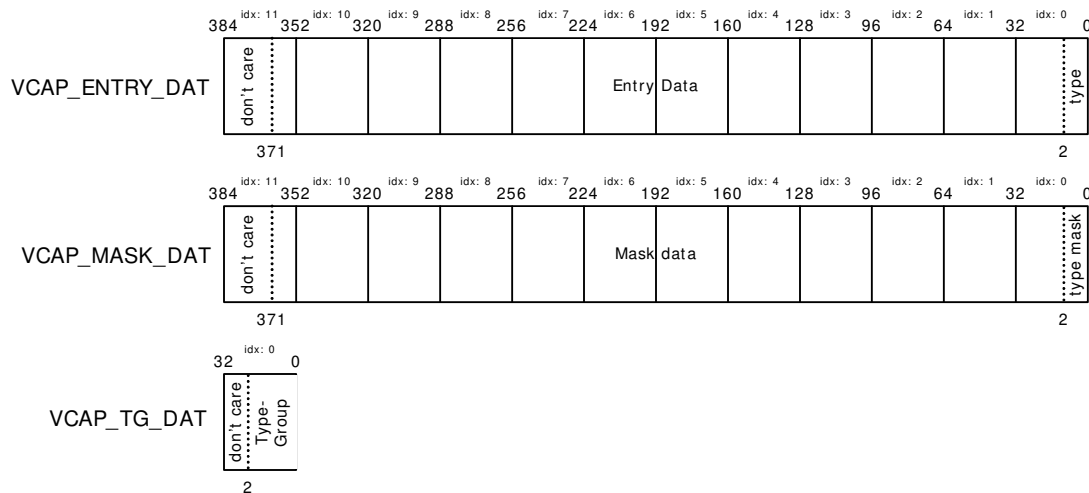 idx: 11 idx: 10 idx: 9 idx: 8 idx: 7 idx: 6 idx: 5 idx: 4 idx: 3 idx: 2 idx: 1 idx: 0
384 352 320 288 256 224 192 160 128 96 64 32 0
VCAP_ENTRY_DAT don't care Entry Data type
371 2
idx: 11 idx: 10 idx: 9 idx: 8 idx: 7 idx: 6 idx: 5 idx: 4 idx: 3 idx: 2 idx: 1 idx: 0
384 352 320 288 256 224 192 160 128 96 64 32 0
VCAP_MASK_DAT don't care Mask data type mask
371 2
idx: 0
32 0
VCAP_TG_DAT don't care Type-
Group
2